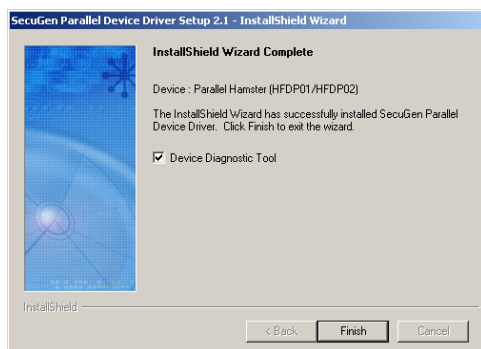 SecuGen Parallel Device Driver Setup 2.1 - InstallShield Wizard
InstallShield Wizard Complete
Device : Parallel Hamster (HFDP01/HFDP02)
The InstallShield Wizard has successfully installed SecuGen Parallel
Device Driver. Click Finish to exit the wizard.
Device Diagnostic Tool
InstallShield
< Back Finish Cancel